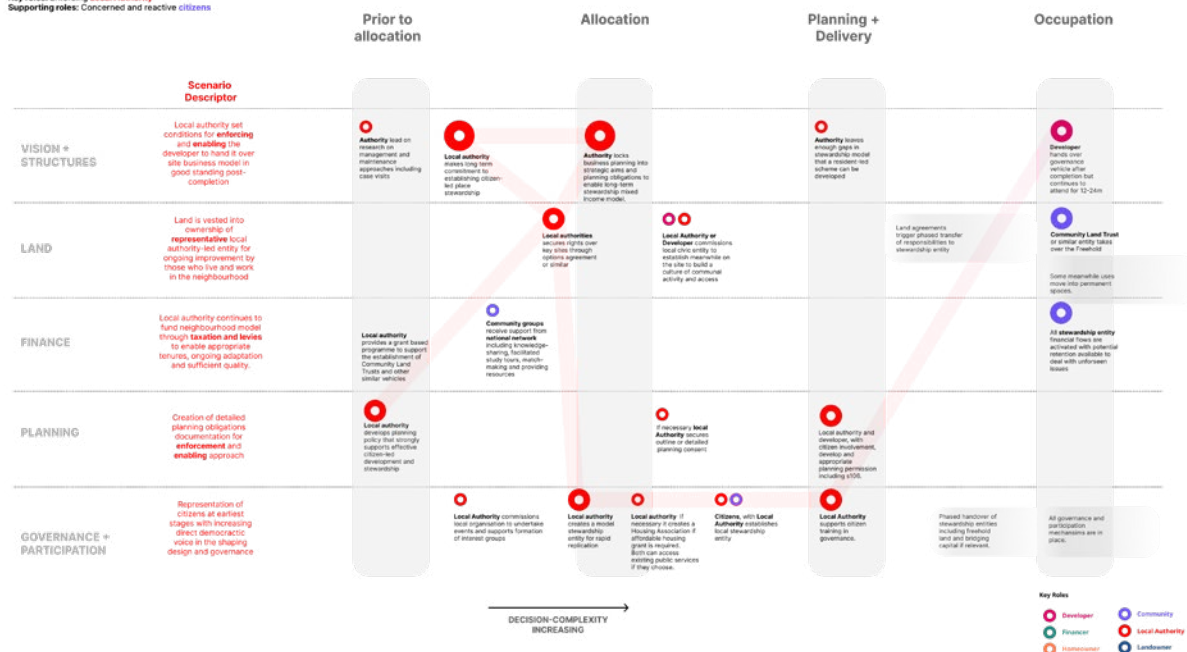 Supporting roles: Concerned and reactive citizens
Prior to
allocation
Allocation
Planning +
Delivery
Occupation
Scenario
Descriptor
VISION +
STRUCTURES
Local authority set
conditions for enforcing
and enabling the
developer to hand it over
site business model in
good standing post-
completion
Authority lead on
research on
management and
maintenance
approaches including
case visits
Local authority
makes long term
commitment to
establishing citizen-
led place
stewardship
Authority locks
business planning into
strategic aims and
planning obligations to
enable long-term
stewardship mixed
income model.
Authority leaves
enough gaps in
stewardship model
that a resident-led
scheme can be
developed
Developer
hands over
governance
vehicle after
completion but
continues to
attend for 12-24m
LAND
Land is vested into
ownership of
representative local
authority-led entity for
ongoing improvement by
those who live and work
in the neighbourhood
Local authorities
secures rights over
key sites through
options agreement
or similar
Local Authority or
Developer commissions
local civic entity to
establish meanwhile on
the site to build a
culture of communal
activity and access
Land agreements
trigger phased transfer
of responsibilities to
stewardship entity
Community Land Trust
or similar entity takes
over the Freehold
Some meanwhile uses
move into permanent
spaces.
FINANCE
Local authority continues to
fund neighbourhood model
through taxation and levies
to enable appropriate
tenures, ongoing adaptation
and sufficient quality.
Local authority
provides a grant based
programme to support
the establishment of
Community Land
Trusts and other
similar vehicles
Community groups
receive support from
national network
including knowledge-
sharing, facilitated
study tours, match-
making and providing
resources
All stewardship entity
financial flows are
activated with potential
retention available to
deal with unforseen
issues
PLANNING
Creation of detailed
planning obligations
documentation for
enforcement and
enabling approach
Local authority
develops planning
policy that strongly
supports effective
citizen-led
development and
stewardship
If necessary local
Authority secures
outline or detailed
planning consent
Local authority and
developer, with
citizen involvement,
develop and
appropriate
planning permission
including s106.
GOVERNANCE +
PARTICIPATION
Representation of
citizens at earliest
stages with increasing
direct democractic
voice in the shaping
design and governance
Local Authority commissions
local organisation to undertake
events and supports formation
of interest groups
Local authority
creates a model
stewardship
entity for rapid
replication
Local authority if
necessary it creates a
Housing Association if
affordable housing
grant is required.
Both can access
existing public services
if they choose.
Citizens, with Local
Authority establishes
local stewardship
entity
Local Authority
supports citizen
training in
governance.
Phased handover of
stewardship entities
including freehold
land and bridging
capital if relevant.
All governance and
participation
mechanisms are in
place.
DECISION-COMPLEXITY
INCREASING
Key Roles
Developer
Community
Financer
Local Authority
Homeowner
Landowner